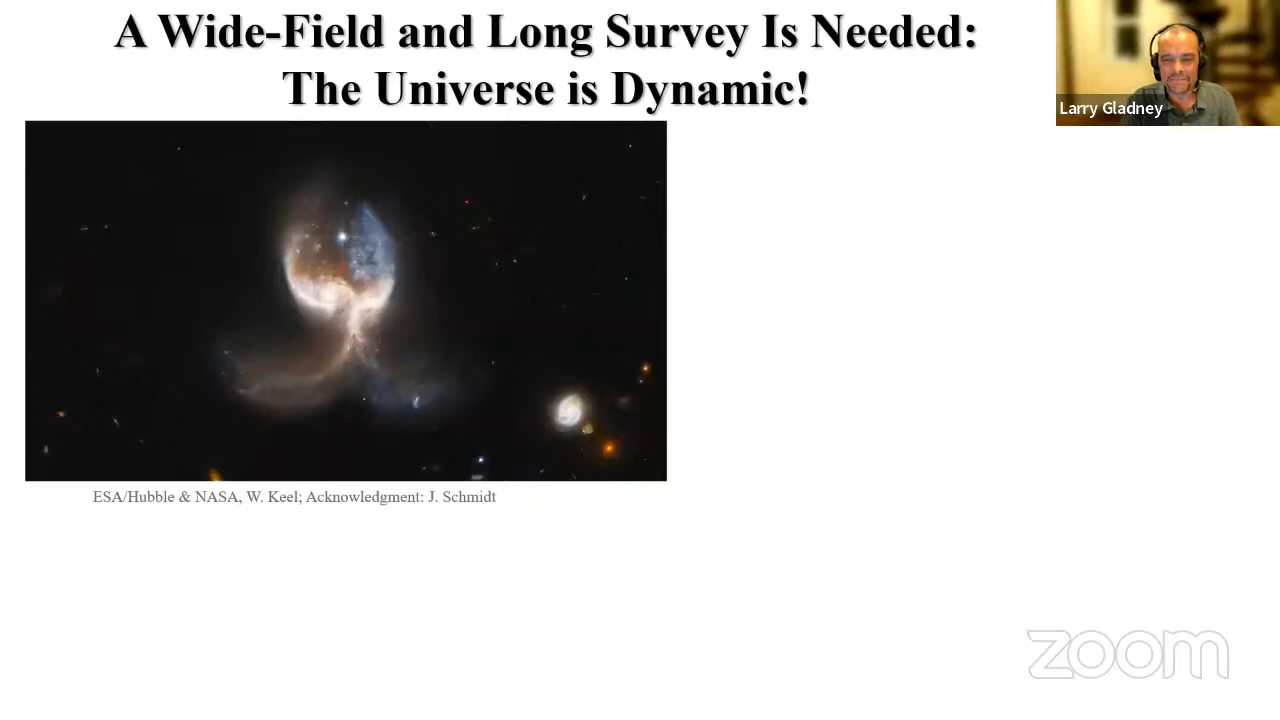 A Wide-Field and Long Survey Is Needed:
The Universe is Dynamic!
Larry Gladney
ESA/Hubble & NASA, W. Keel; Acknowledgment: J. Schmidt
zoom